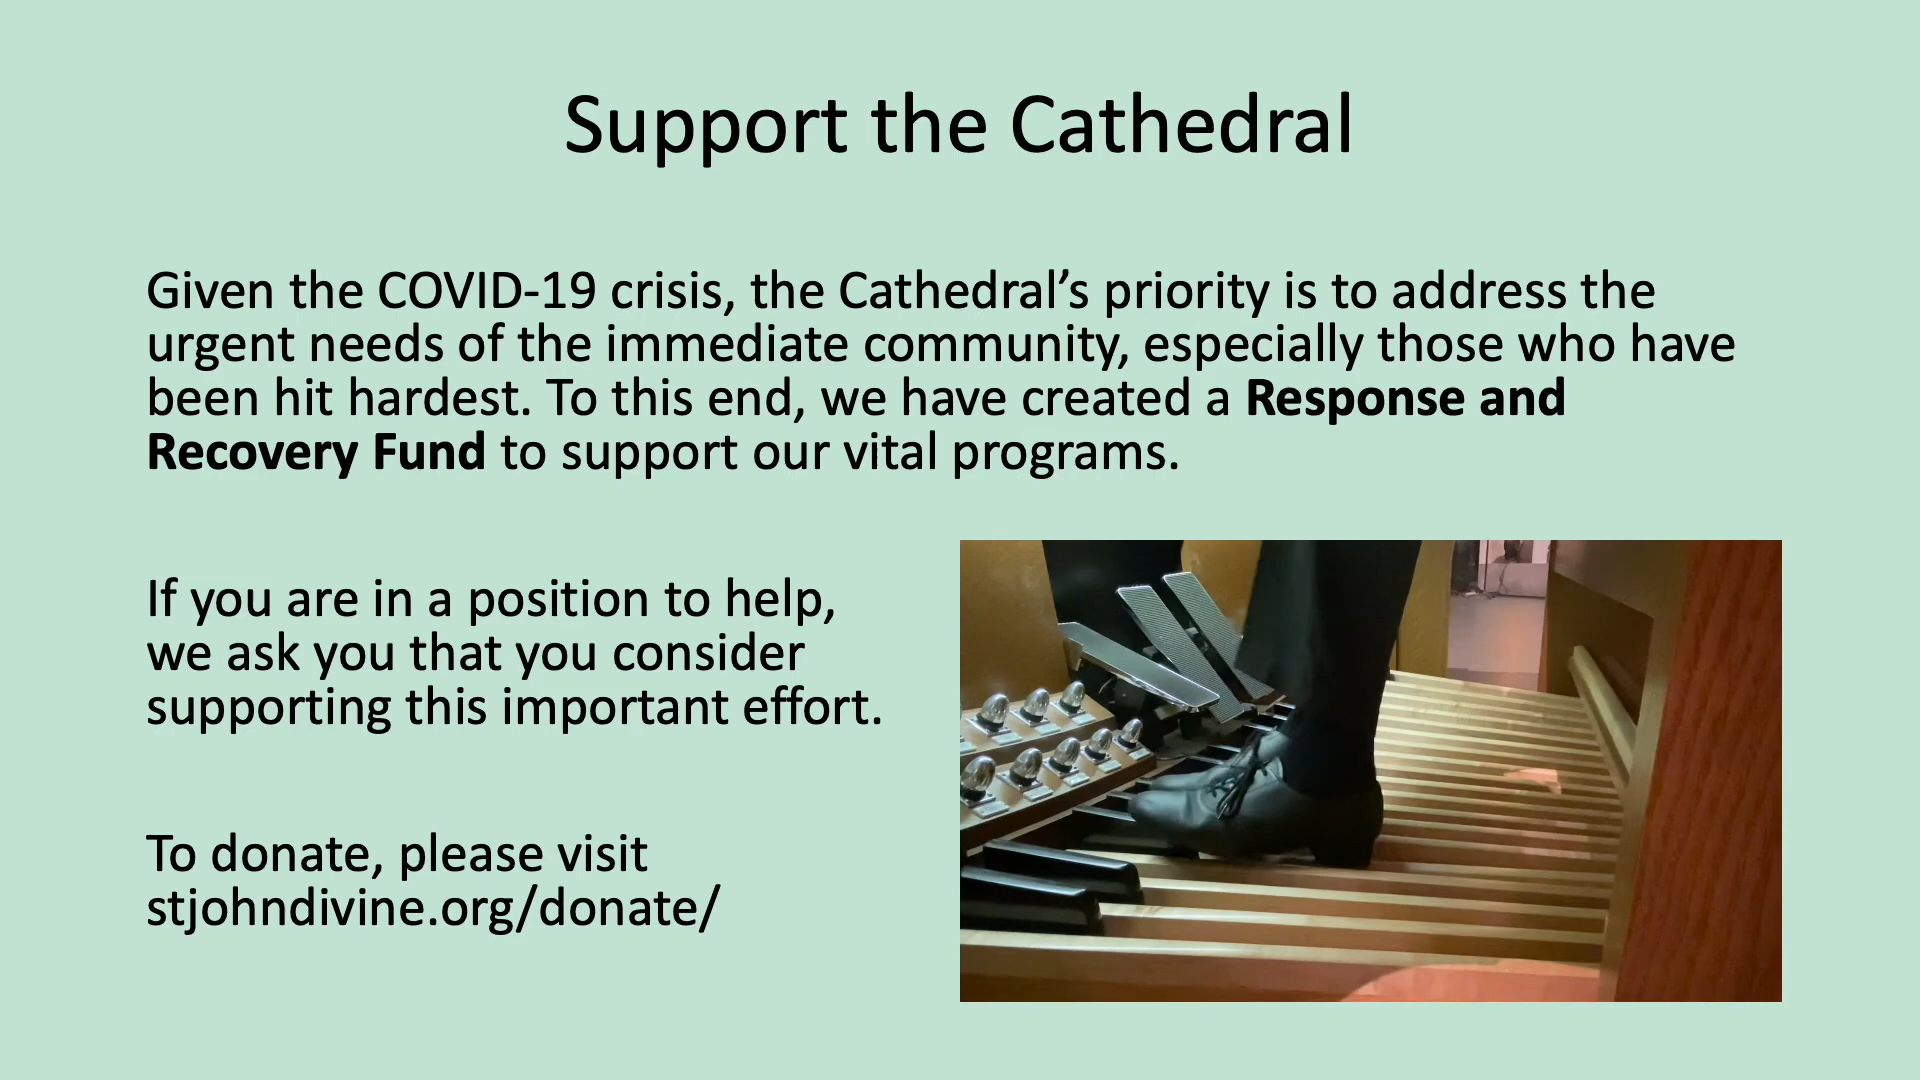 Support the Cathedral
Given the COVID-19 crisis, the Cathedral’s priority is to address the
urgent needs of the immediate community, especially those who have
been hit hardest. To this end, we have created a Response and
Recovery Fund to support our vital programs.
If you are in a position to help,
we ask you that you consider
supporting this important effort.
To donate, please visit
stjohndivine.org/donate/